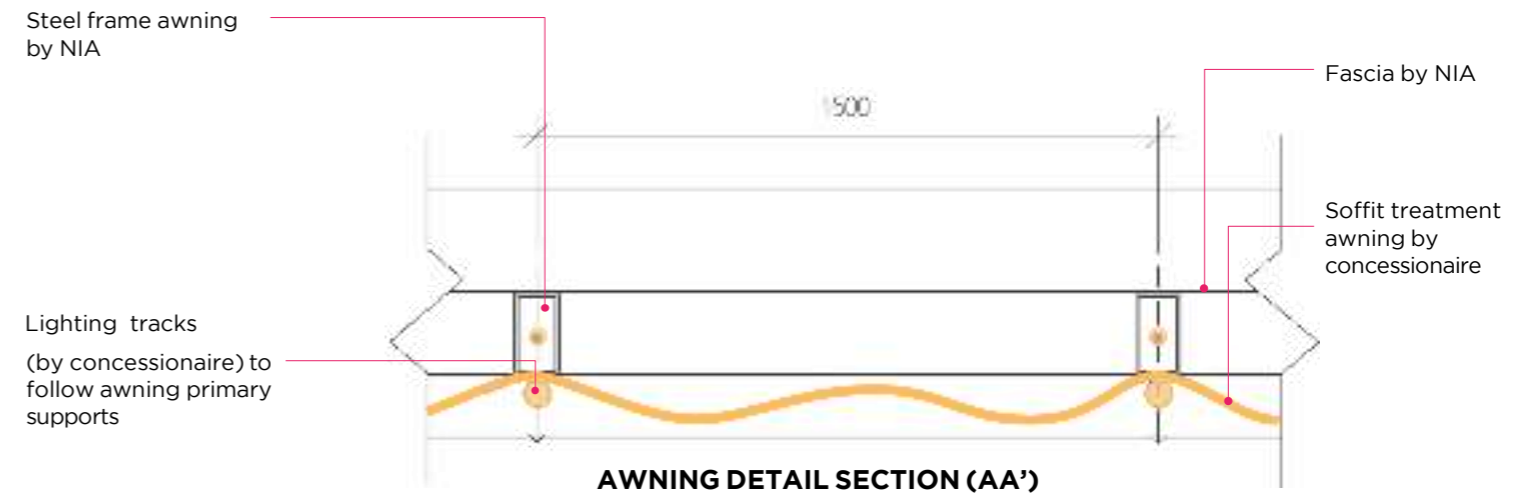 Steel frame awning
by NIA
1500
Fascia by NIA
Soffit treatment
awning by
concessionaire
Lighting tracks
(by concessionaire) to
follow awning primary
supports
AWNING DETAIL SECTION (AA’)